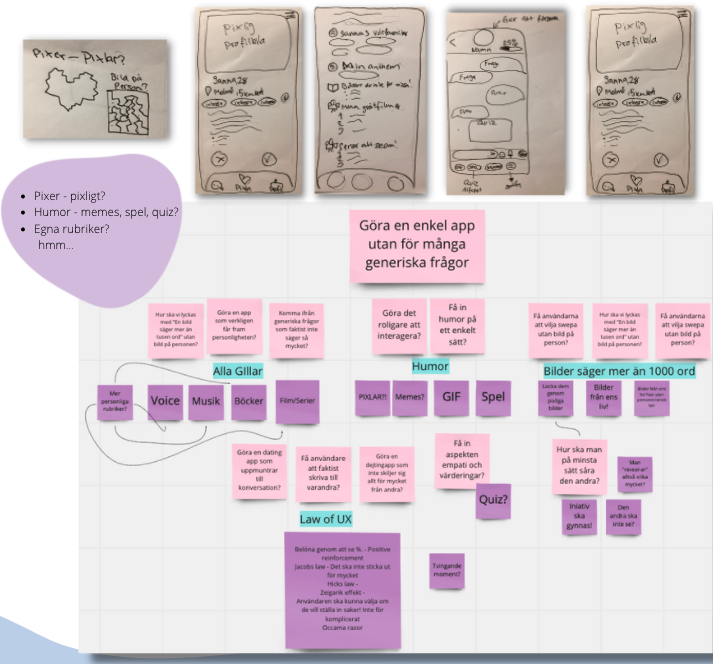 Pixer - Pixlar?
Bild på
Person?
Pixlig
Profilbild
Sanna, 28
Malmö
Sannas
Din anthem
Namn
Fråga
Fråga
Quiz
Pixlig
Profilbild
Sanna, 28
Malmö
Pixer - pixligt?
Humor - memes, spel, quiz?
Egna rubriker?
hmm...
Göra en enkel app
utan för många
generiska frågor
Hur ska vi lyckas
med "En bild
säger mer än
tusen ord" utan
bild på personen?
Göra en app
som verkligen
får fram
personligheten?
Komma ifrån
generiska frågor
som faktist inte
säger så
mycket?
Göra det
roligare att
interagera?
Få in
humor på
ett enkelt
sätt?
Få användarna
att vilja swepa
utan bild på
person?
Hur ska vi lyckas
med "En bild
säger mer än
tusen ord" utan
bild på personen?
Få användarna
att vilja swepa
utan bild på
person?
Alla GIllar
Humor
Bilder säger mer än 1000 ord
Mer
personliga
rubriker?
Voice
Musik
Böcker
Film/Serier
PIXLAR?!
Memes?
GIF
Spel
Locka dem
genom
pixliga
bilder
Bilder
från ens
liv!
Göra en dating
app som
uppmuntrar
till
konversation?
Få användare
att faktist
skriva till
varandra?
Göra en
dejtingapp som
inte skiljer sig
allt för mycket
från andra?
Få in
aspekten
empati och
värderingar?
Quiz?
Hur ska man
på minsta
sätt såra
den andra?
Man
alltså vilka
mycket?
Iniativ
ska
gynnas!
Den
andra ska
inte se?
Law of UX
Belöna genom att se %. - Positive
reinforcement
Jacobs law - Det ska inte sticka ut
för mycket
Hicks law -
Zeigarik effekt -
Användaren ska kunna välja om
de vill ställa in saker! Inte för
komplicerat
Occams razor
Tvingande
moment?